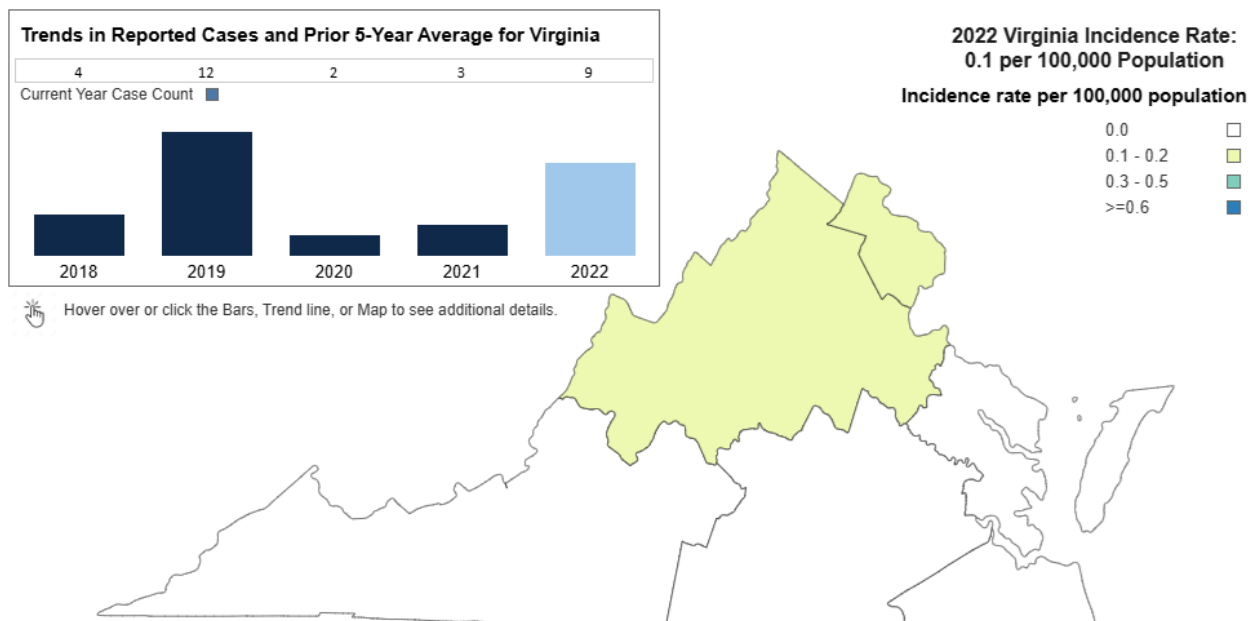 Trends in Reported Cases and Prior 5-Year Average for Virginia
4 12 2 3 9
Current Year Case Count
2018 2019 2020 2021 2022
Hover over or click the Bars, Trend line, or Map to see additional details.
2022 Virginia Incidence Rate:
0.1 per 100,000 Population
Incidence rate per 100,000 population
0.0
0.1 - 0.2
0.3 - 0.5
>=0.6